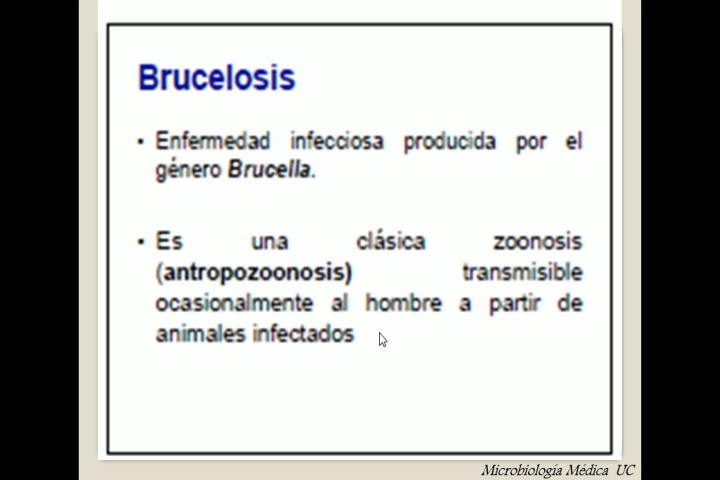 Brucelosis
• Enfermedad infecciosa producida por el
género Brucella.
• Es una clásica zoonosis
(antropozoonosis) transmisible
ocasionalmente al hombre a partir de
animales infectados
Microbiología Médica UC